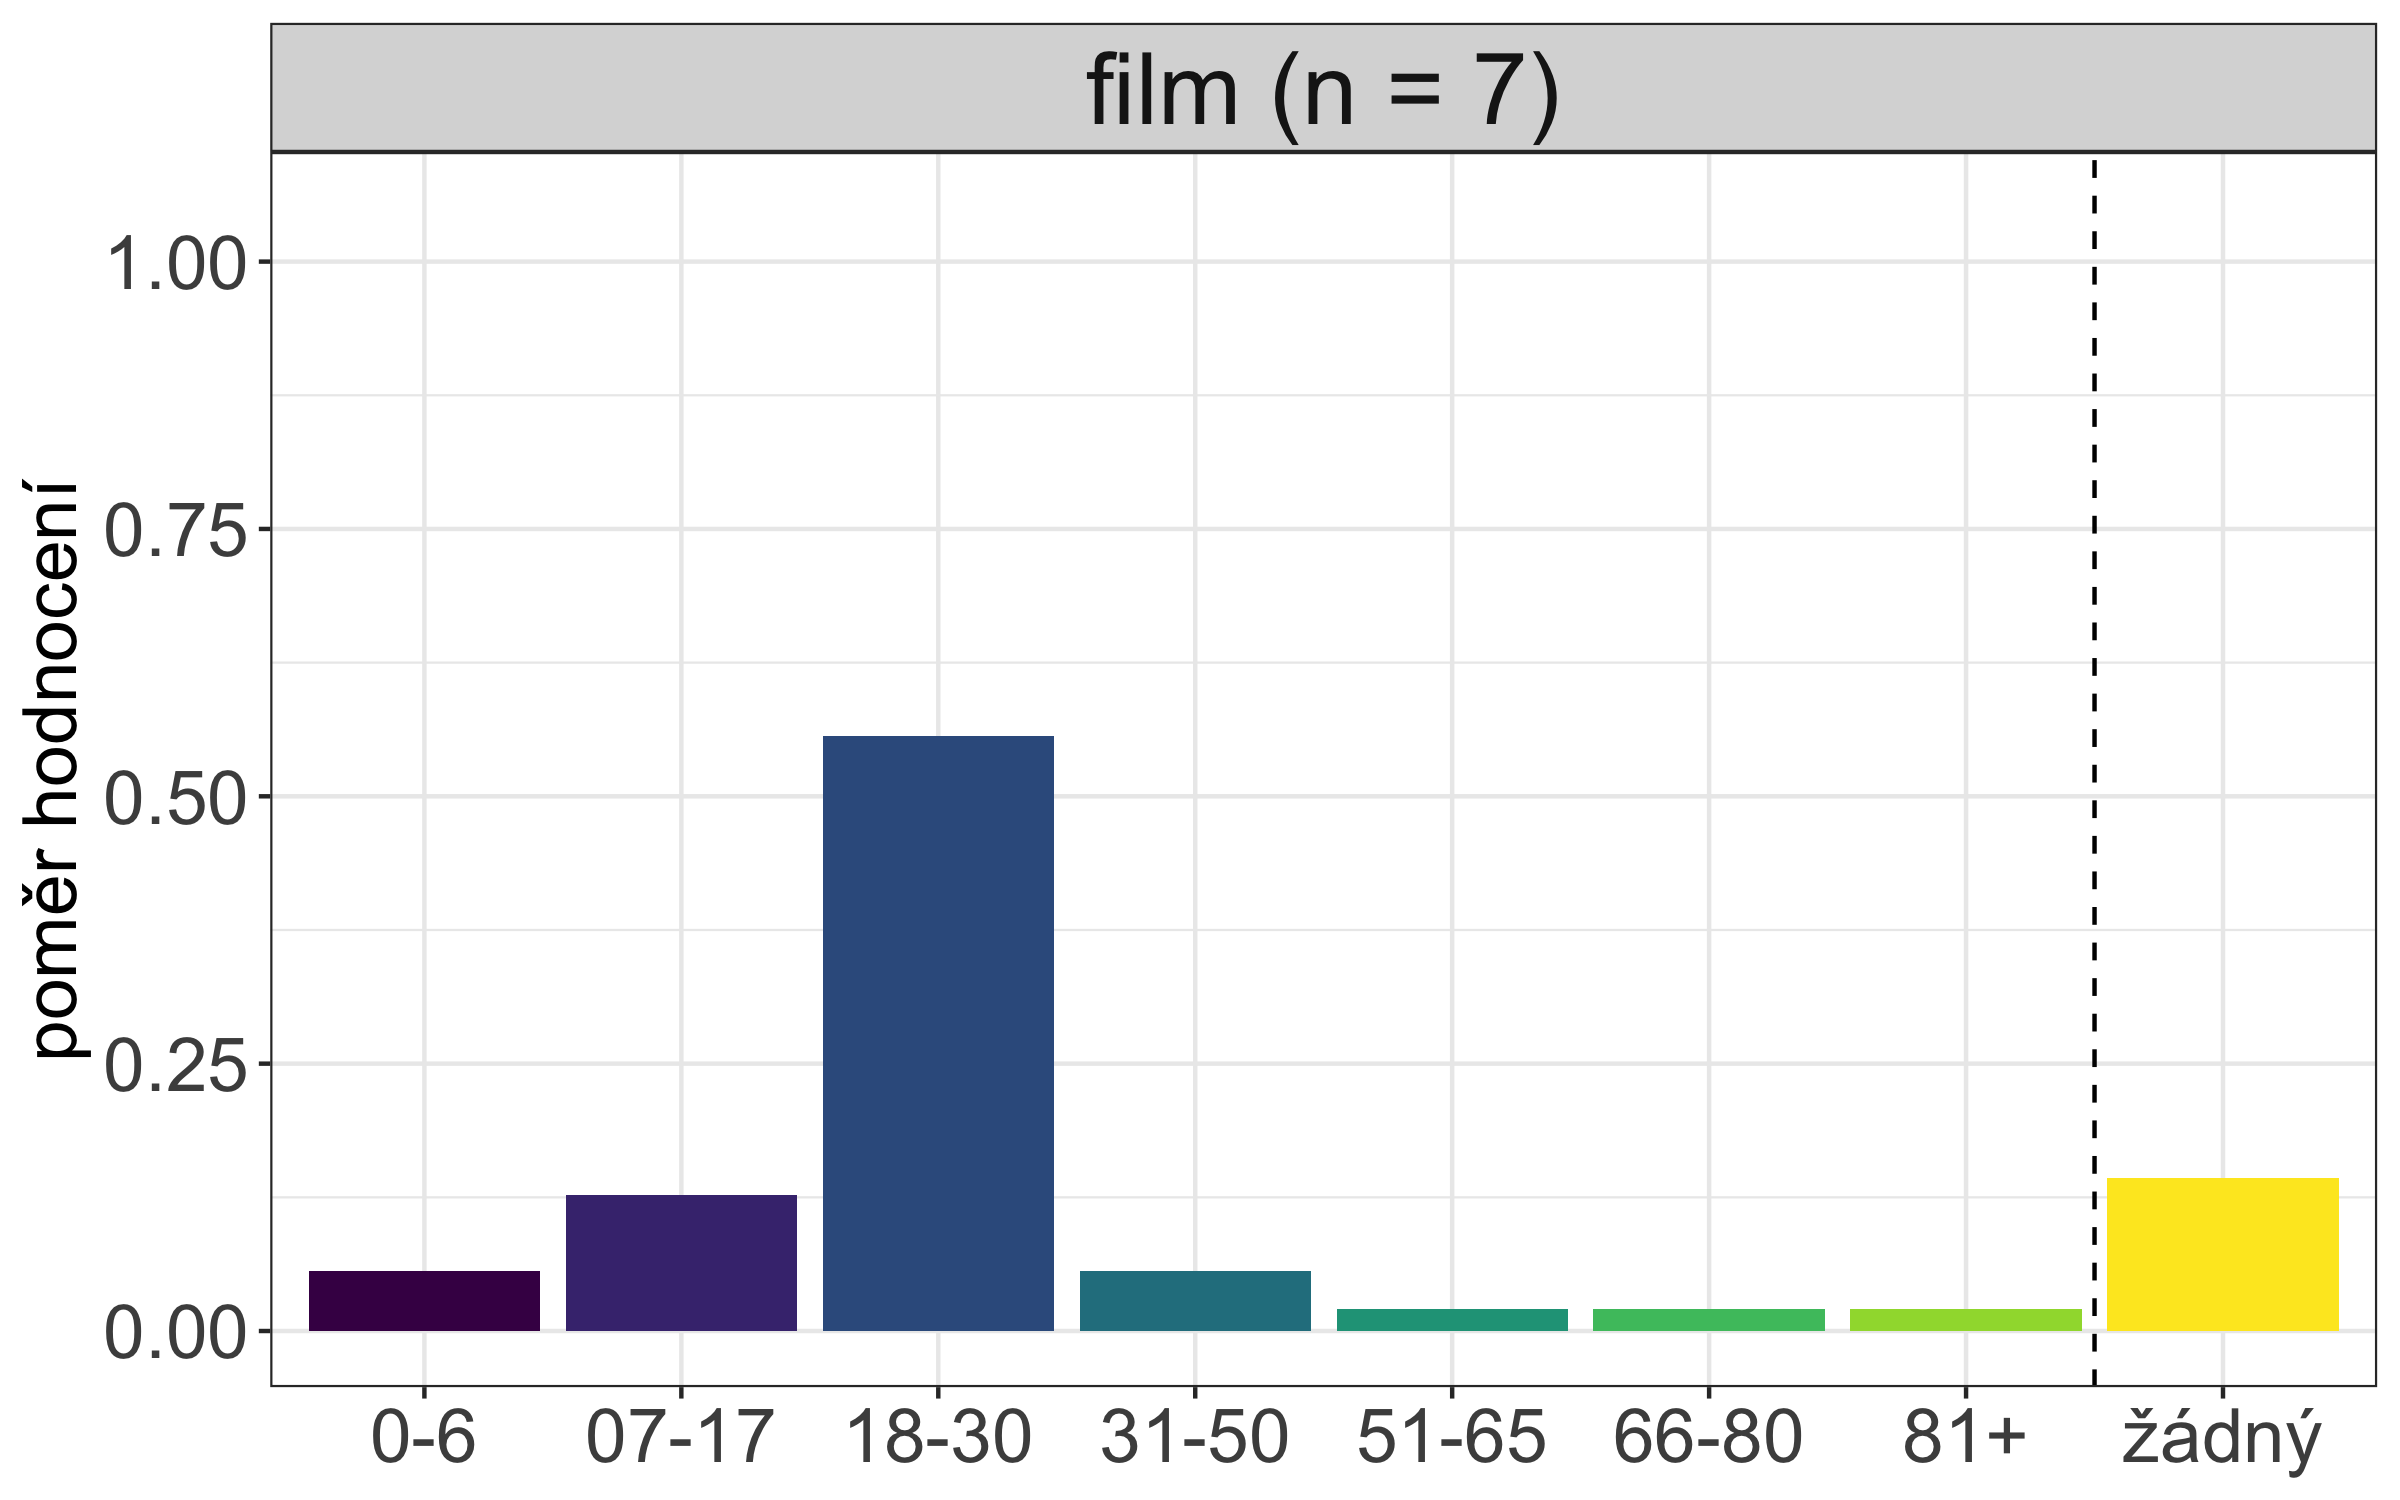 film (n = 7)
poměr hodnocení
1.00
0.75
0.50
0.25
0.00
0-6 07-17 18-30 31-50 51-65 66-80 81+ žádný